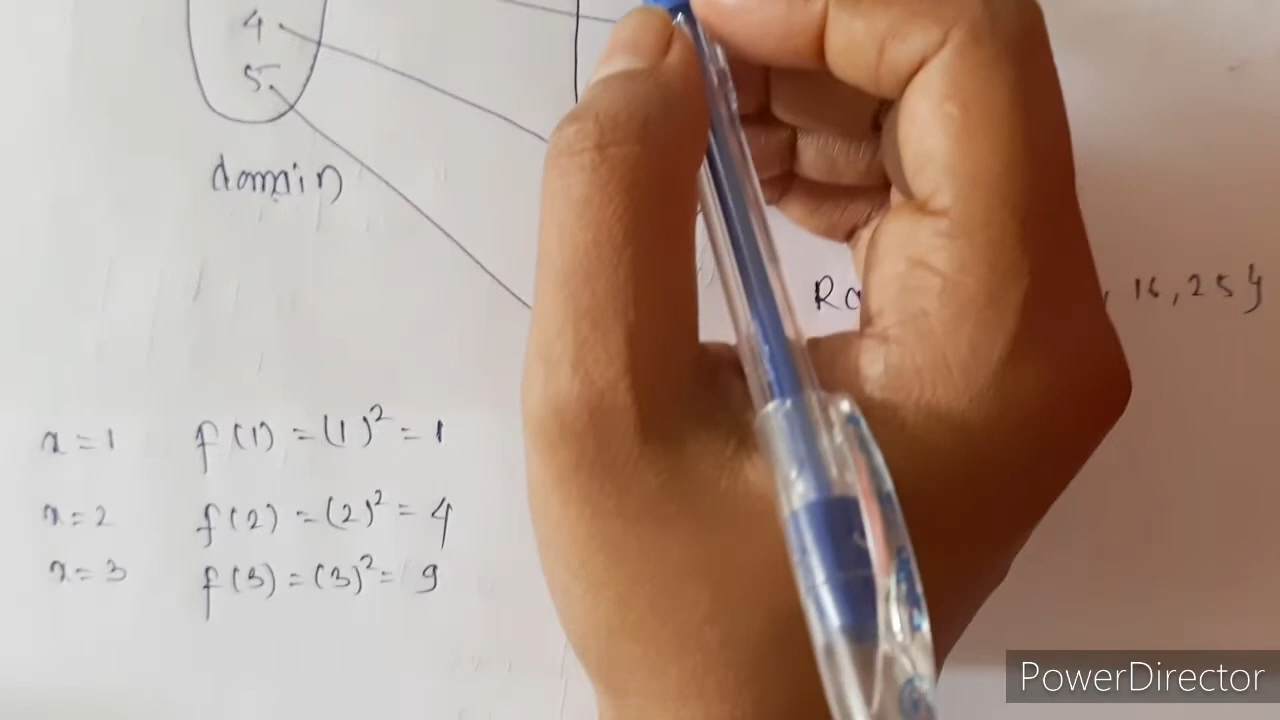 4
5
domain
, 16, 25}
x = 1 f(1) = (1)² = 1
x = 2 f(2) = (2)² = 4
x = 3 f(3) = (3)² = 9
PowerDirector